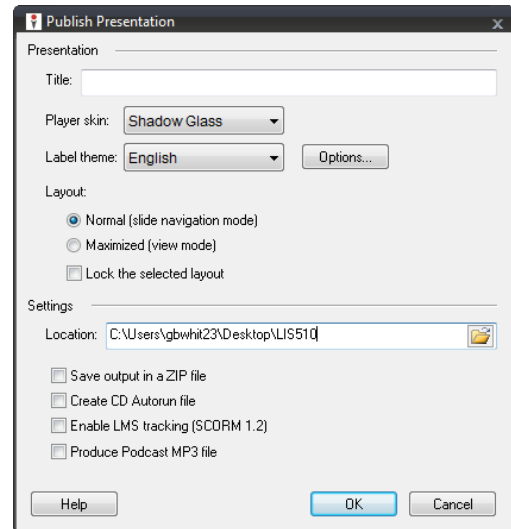 Publish Presentation
Presentation
Title:
Player skin: Shadow Glass
Label theme: English Options...
Layout:
Normal (slide navigation mode)
Maximized (view mode)
Lock the selected layout
Settings
Location: C:\Users\gbwhit23\Desktop\LIS510
Save output in a ZIP file
Create CD Autorun file
Enable LMS tracking (SCORM 1.2)
Produce Podcast MP3 file
Help OK Cancel